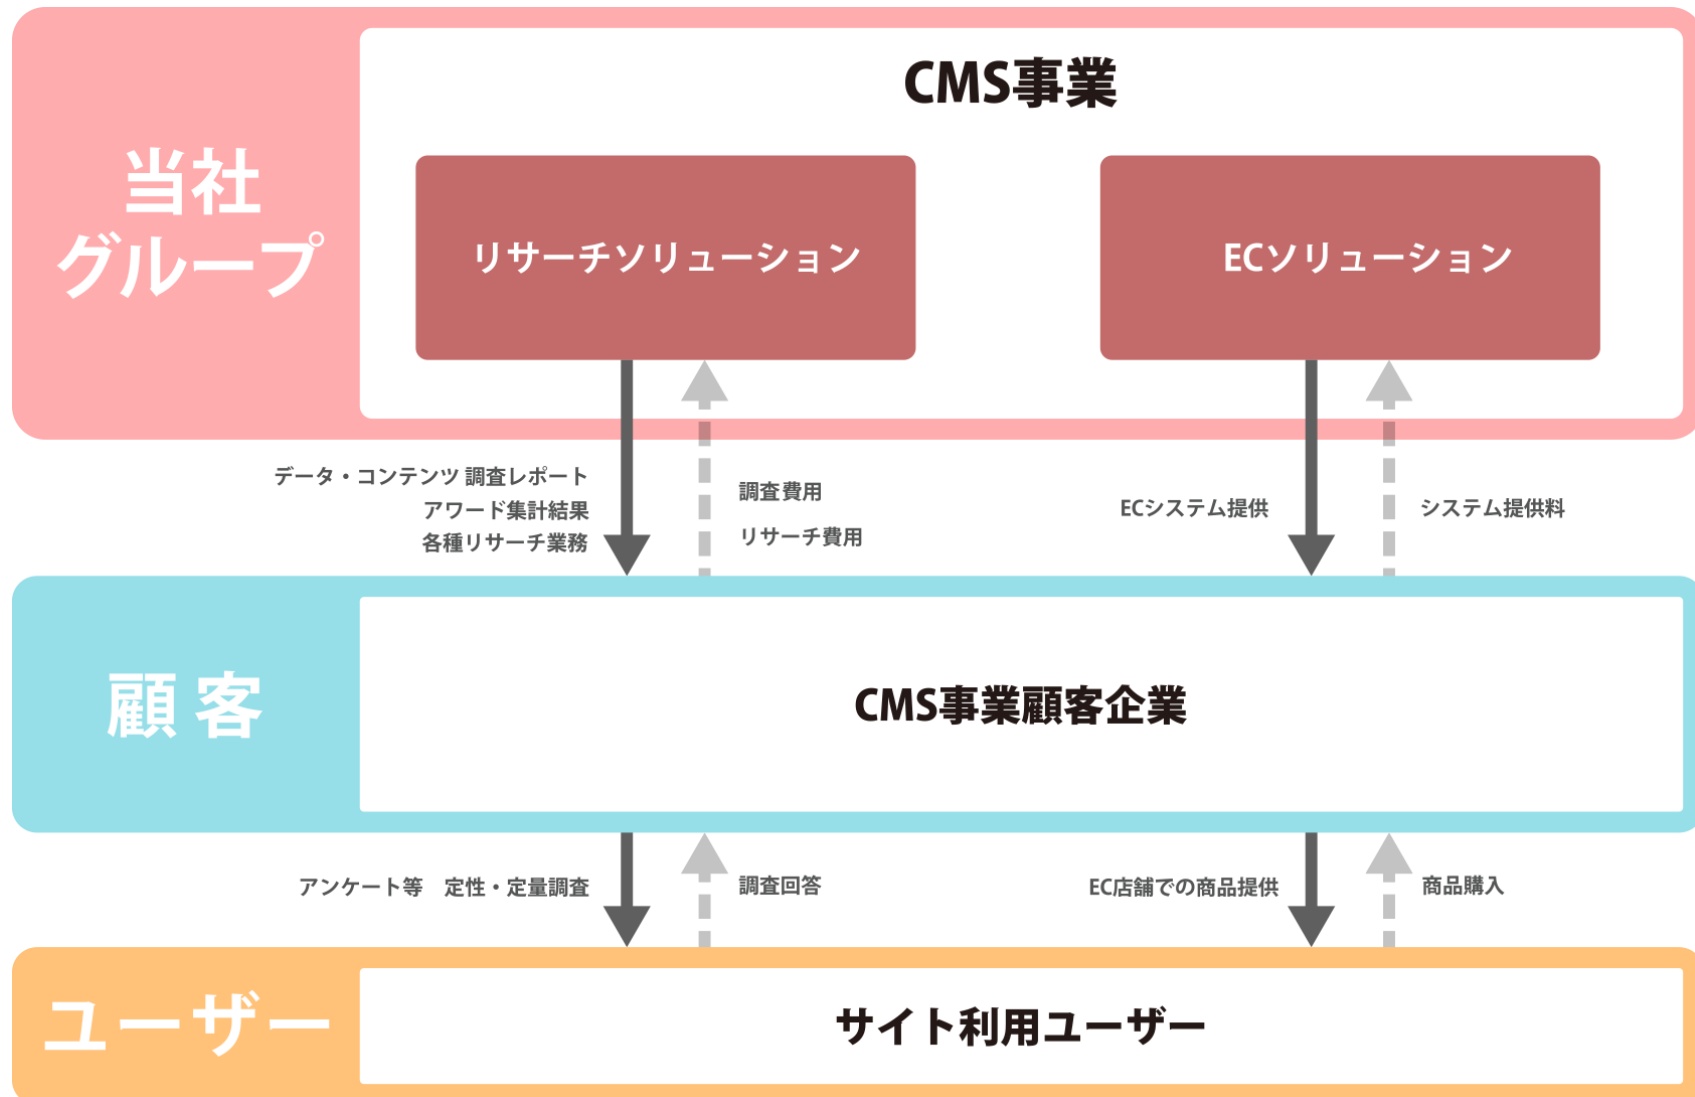 当社
グループ
CMS事業
リサーチソリューション
ECソリューション
データ・コンテンツ 調査レポート
アワード集計結果
各種リサーチ業務
調査費用
リサーチ費用
ECシステム提供
システム提供料
顧 客
CMS事業顧客企業
アンケート等　定性・定量調査
調査回答
EC店舗での商品提供
商品購入
ユーザー
サイト利用ユーザー